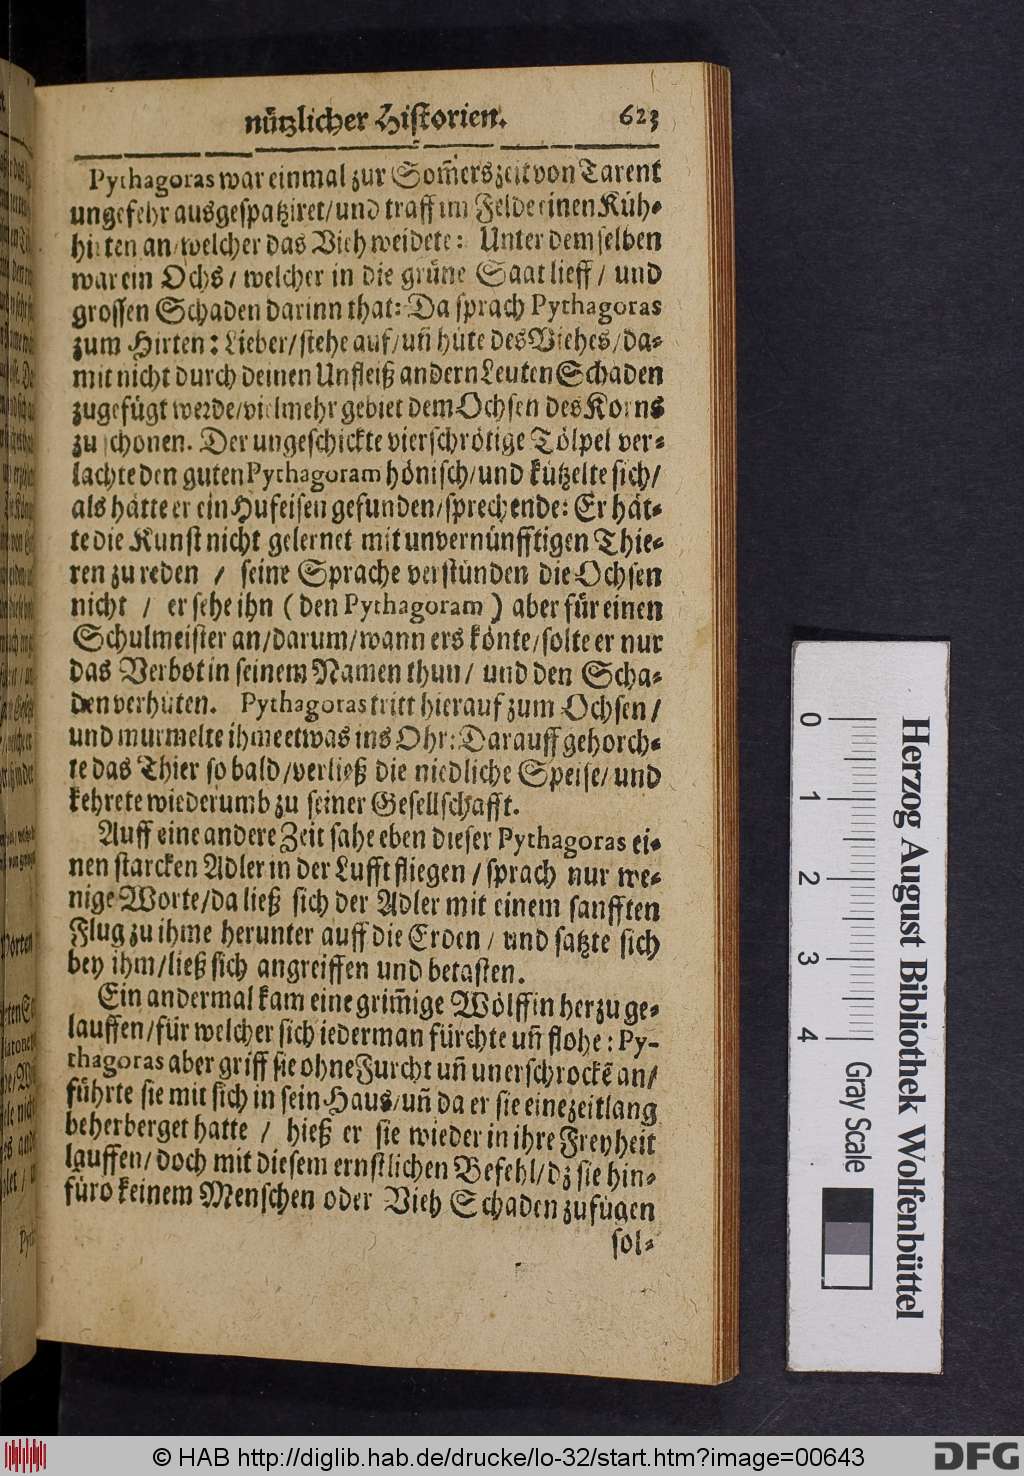 nützlicher Historien. 623
Pythagoras war einmal zur Som̃erszeit von Tarent
ungefehr ausgespatziret/und traff im Felde einen Küh-
hirten an/welcher das Vieh weidete: Unter demselben
war ein Ochs/ welcher in die grüne Saat lieff/ und
grossen Schaden darinn that: Da sprach Pythagoras
zum Hirten: Lieber/stehe auf/uñ hüte des Viehes/da-
mit nicht durch deinen Unfleiß andern Leuten Schaden
zugefügt werde/vielmehr gebiet dem Ochsen des Korns
zu schonen. Der ungeschickte vierschrötige Tölpel ver-
lachte den guten Pythagoram hönisch/und kützelte sich/
als hätte er ein Hufeisen gefunden/sprechende: Er hät-
te die Kunst nicht gelernet mit unvernünfftigen Thie-
ren zu reden / seine Sprache verstünden die Ochsen
nicht / er sehe ihn ( den Pythagoram ) aber für einen
Schulmeister an/darum/wann ers könte/solte er nur
das Verbot in seinem Namen thun/ und den Scha-
den verhüten. Pythagoras tritt hierauf zum Ochsen/
und murmelte ihme etwas ins Ohr: Darauff gehorch-
te das Thier so bald/verließ die niedliche Speise/ und
kehrete wiederumb zu seiner Gesellschafft.
Auff eine andere Zeit sahe eben dieser Pythagoras ei-
nen starcken Adler in der Lufft fliegen / sprach nur we-
nige Worte/da ließ sich der Adler mit einem sanfften
Flug zu ihme herunter auff die Erden / und satzte sich
bey ihm/ließ sich angreiffen und betasten.
Ein andermal kam eine grim̃ige Wölffin herzu ge-
lauffen/für welcher sich iederman fürchte uñ flohe: Py-
thagoras aber griff sie ohne Furcht uñ unerschrockẽ an/
führte sie mit sich in sein Haus/uñ da er sie eine zeitlang
beherberget hatte / hieß er sie wieder in ihre Freyheit
lauffen/ doch mit diesem ernstlichen Befehl/dz sie hin-
füro keinem Menschen oder Vieh Schaden zufügen
sol-
0 1 2 3 4
Gray Scale
Herzog August Bibliothek Wolfenbüttel
© HAB http://diglib.hab.de/drucke/lo-32/start.htm?image=00643
DFG